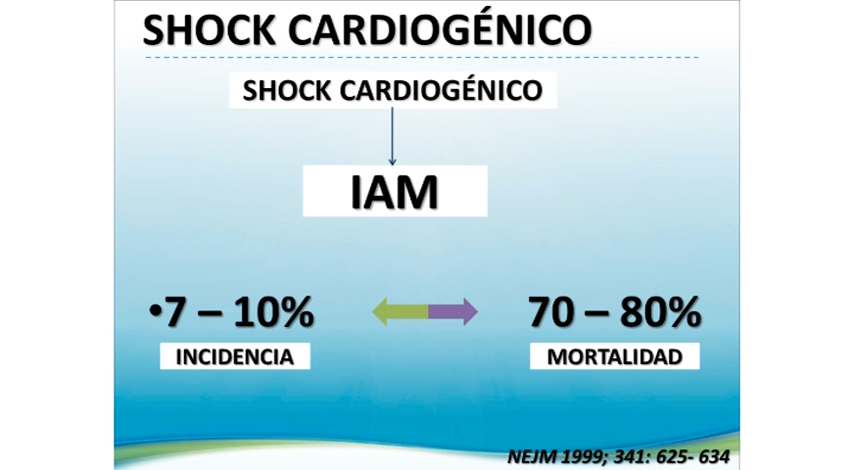 SHOCK CARDIOGÉNICO
SHOCK CARDIOGÉNICO
IAM
•7 – 10%
70 – 80%
INCIDENCIA
MORTALIDAD
NEJM 1999; 341: 625- 634